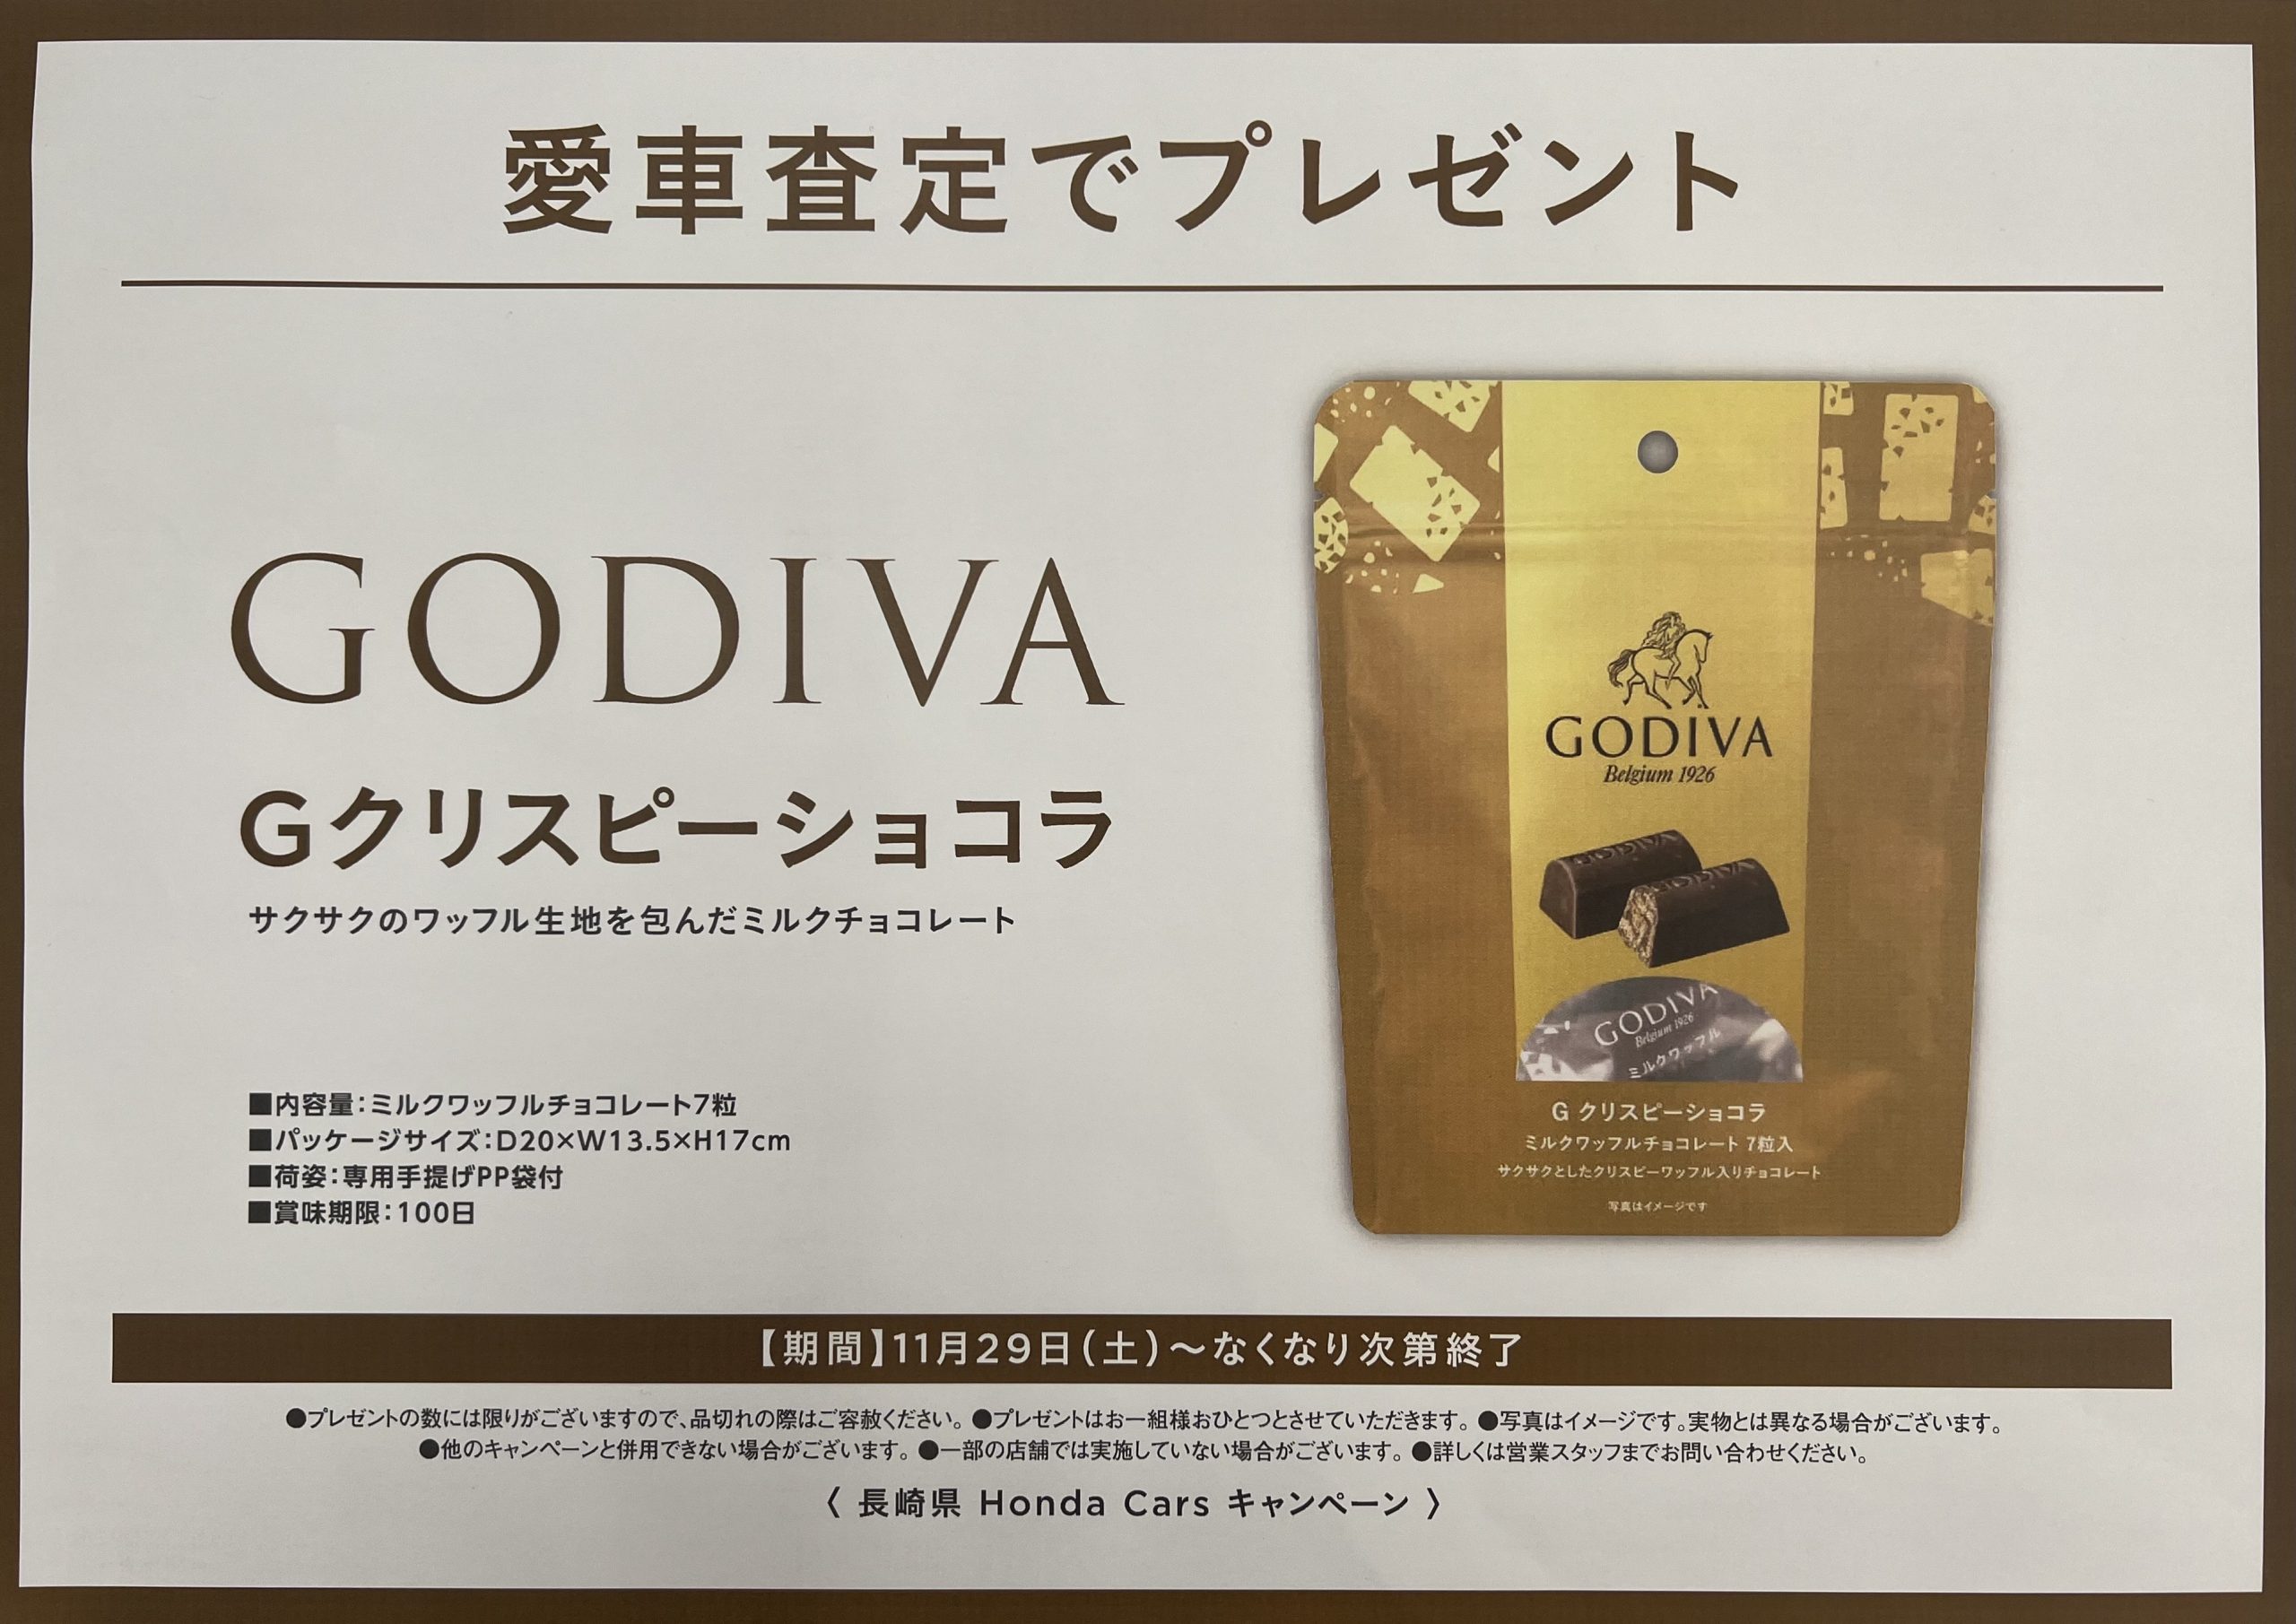 愛車査定でプレゼント
GODIVA
Gクリスピーショコラ
サクサクのワッフル生地を包んだミルクチョコレート
■内容量：ミルクワッフルチョコレート7粒
■パッケージサイズ：D20×W13.5×H17cm
■荷姿：専用手提げPP袋付
■賞味期限：100日
GODIVA
Belgium 1926
GODIVA
Belgium 1926
ミルクワッフル
G クリスピーショコラ
ミルクワッフルチョコレート 7粒入
サクサクとしたクリスピーワッフル入りチョコレート
写真はイメージです
【期間】11月29日（土）～なくなり次第終了
●プレゼントの数には限りがございますので、品切れの際はご容赦ください。●プレゼントはお一組様おひとつとさせていただきます。●写真はイメージです。実物とは異なる場合がございます。
●他のキャンペーンと併用できない場合がございます。●一部の店舗では実施していない場合がございます。●詳しくは営業スタッフまでお問い合わせください。
〈 長崎県 Honda Cars キャンペーン 〉